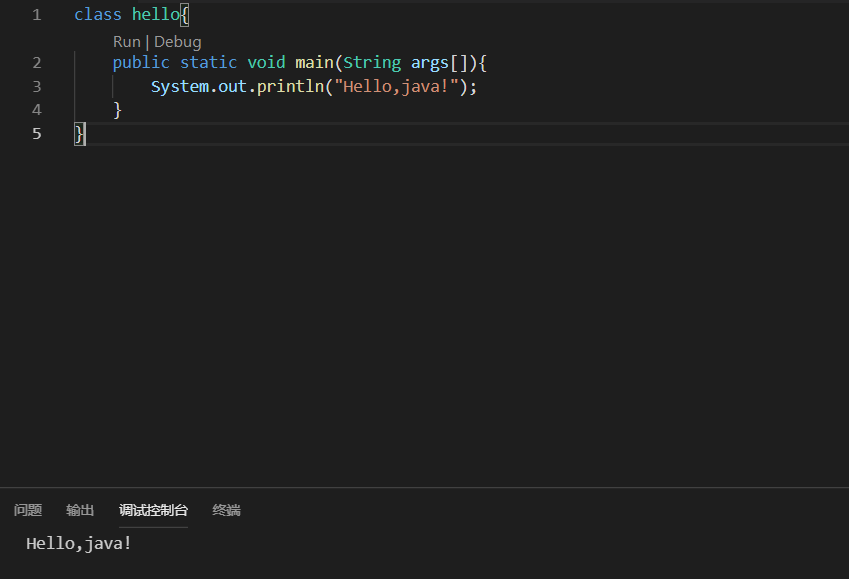 1 class hello{
Run | Debug
2 public static void main(String args[]){
3 System.out.println("Hello,java!");
4 }
5 }
问题 输出 调试控制台 终端
Hello,java!